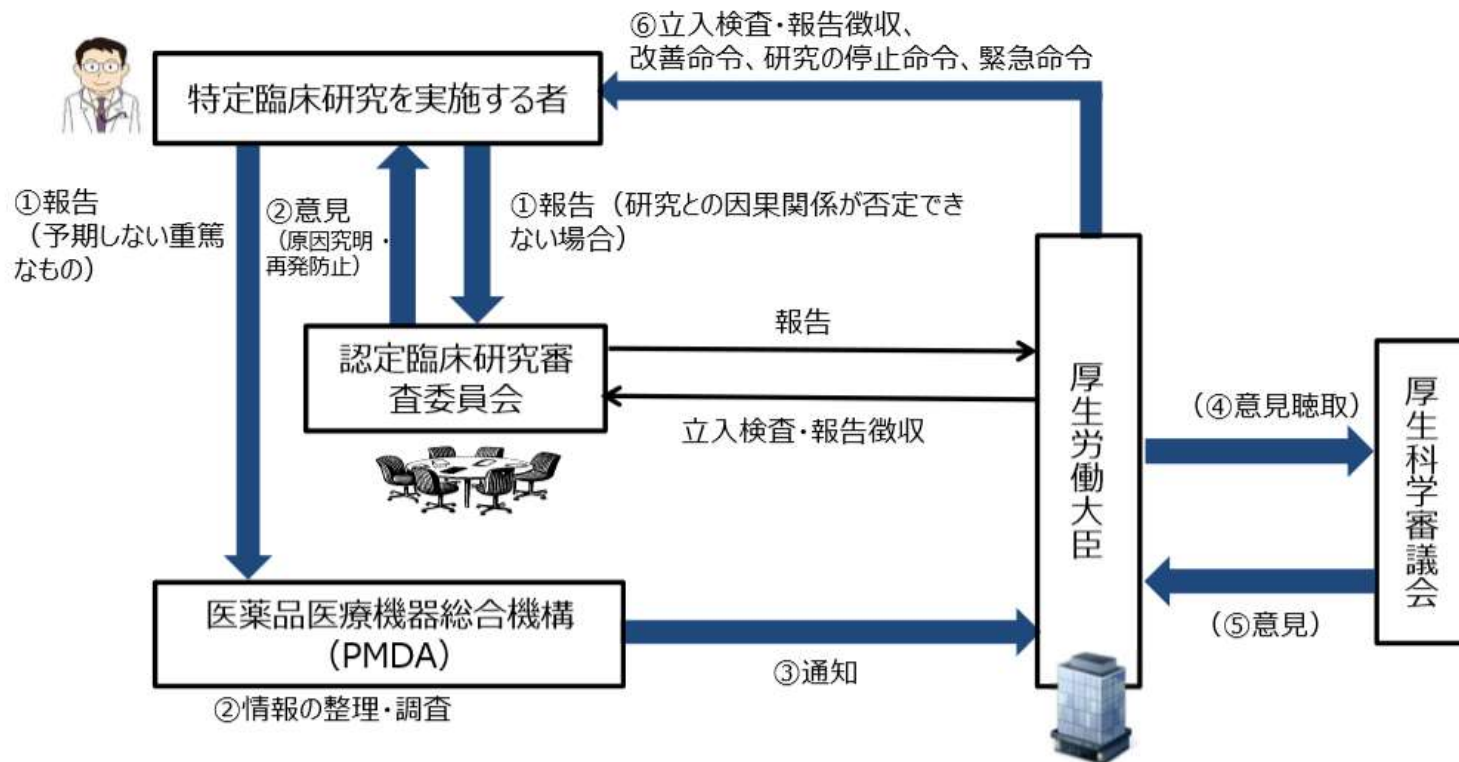 ⑥立入検査・報告徴収、
改善命令、研究の停止命令、緊急命令
特定臨床研究を実施する者
①報告
（予期しない重篤
なもの）
②意見
（原因究明・
再発防止）
①報告（研究との因果関係が否定でき
ない場合）
認定臨床研究審
査委員会
報告
立入検査・報告徴収
厚生労働大臣
（④意見聴取）
（⑤意見）
厚生科学審議会
医薬品医療機器総合機構
（PMDA）
②情報の整理・調査
③通知